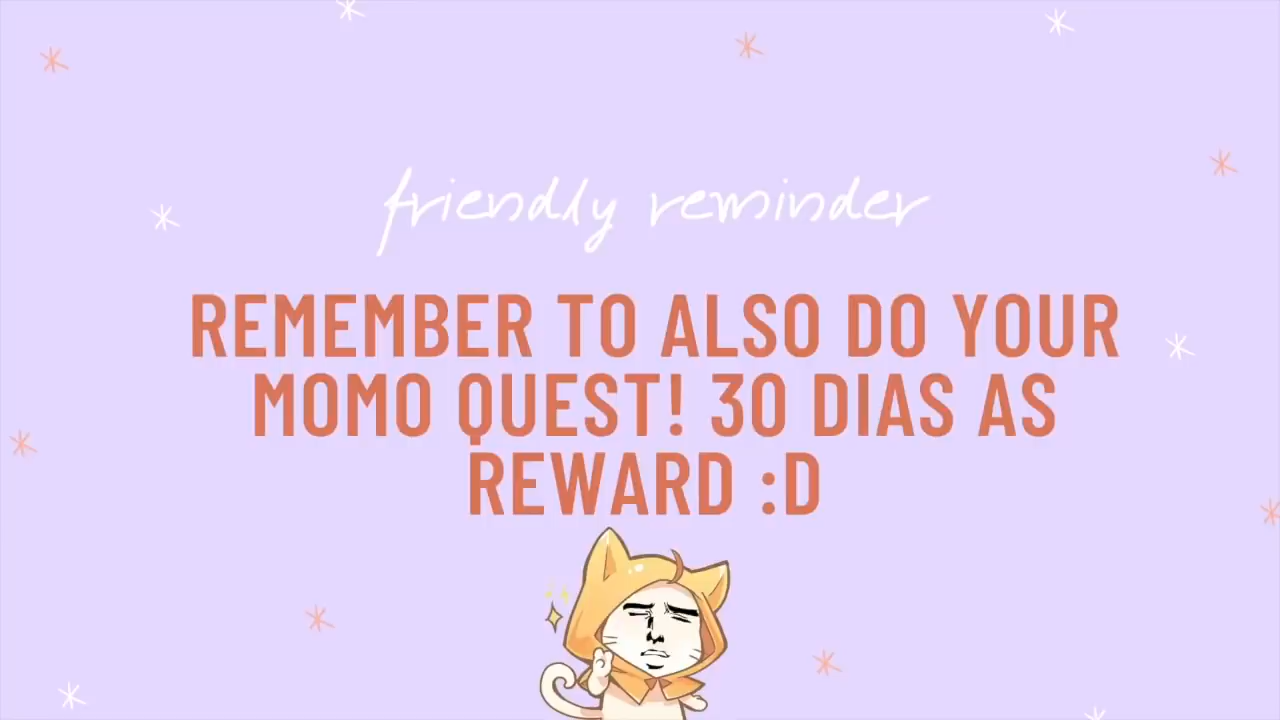 friendly reminder
REMEMBER TO ALSO DO YOUR
MOMO QUEST! 30 DIAS AS
REWARD :D